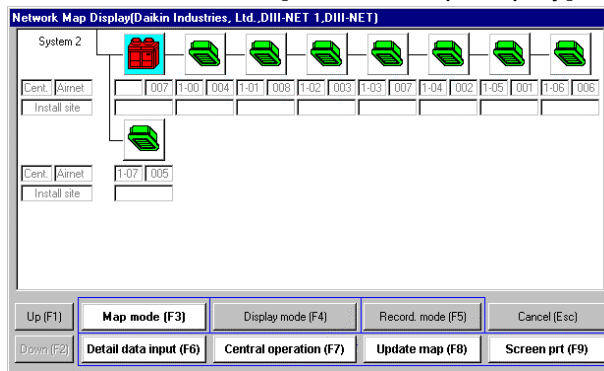 Network Map Display(Daikin Industries, Ltd.,DIII-NET 1,DIII-NET)
System 2
Cent. Airnet 007 1-00 004 1-01 008 1-02 003 1-03 007 1-04 002 1-05 001 1-06 006
Install site
Cent. Airnet 1-07 005
Install site
Up (F1) Map mode (F3) Display mode (F4) Record. mode (F5) Cancel (Esc)
Down (F2) Detail data input (F6) Central operation (F7) Update map (F8) Screen prt (F9)